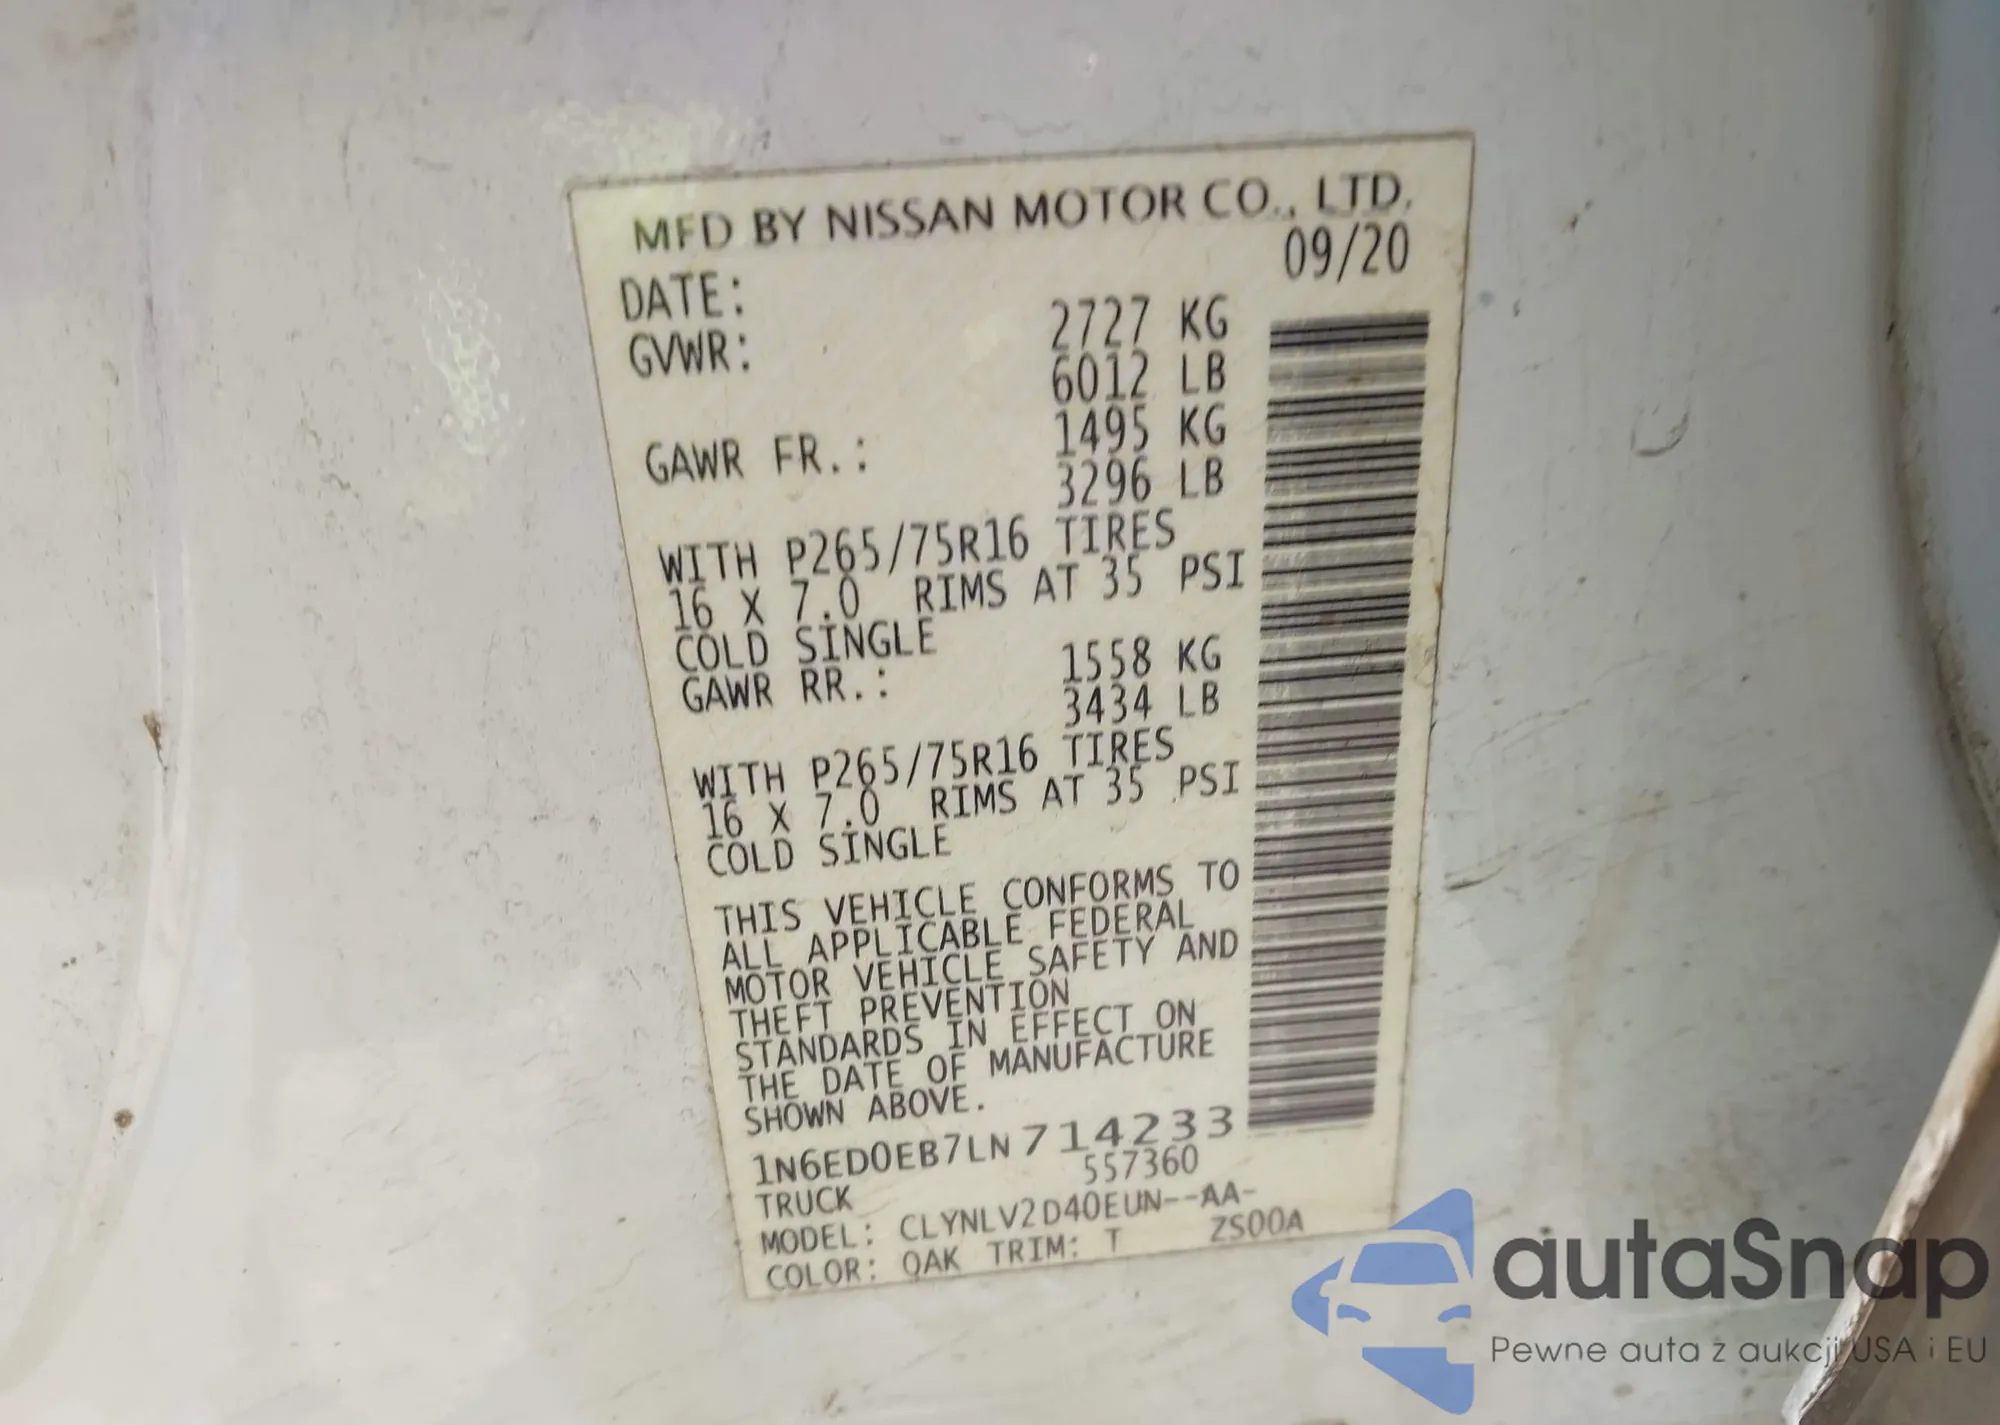 MFD BY NISSAN MOTOR CO., LTD.
DATE: 09/20
GVWR: 2727 KG
6012 LB
GAWR FR.: 1495 KG
3296 LB
WITH P265/75R16 TIRES
16 X 7.0 RIMS AT 35 PSI
COLD SINGLE
GAWR RR.: 1558 KG
3434 LB
WITH P265/75R16 TIRES
16 X 7.0 RIMS AT 35 PSI
COLD SINGLE
THIS VEHICLE CONFORMS TO
ALL APPLICABLE FEDERAL
MOTOR VEHICLE SAFETY AND
THEFT PREVENTION
STANDARDS IN EFFECT ON
THE DATE OF MANUFACTURE
SHOWN ABOVE.
1N6ED0EB7LN714233
TRUCK 557360
MODEL: CLYNLV2D40EUN--AA-
COLOR: QAK TRIM: T ZS00A
autaSnap
Pewne auta z aukcji USA i EU